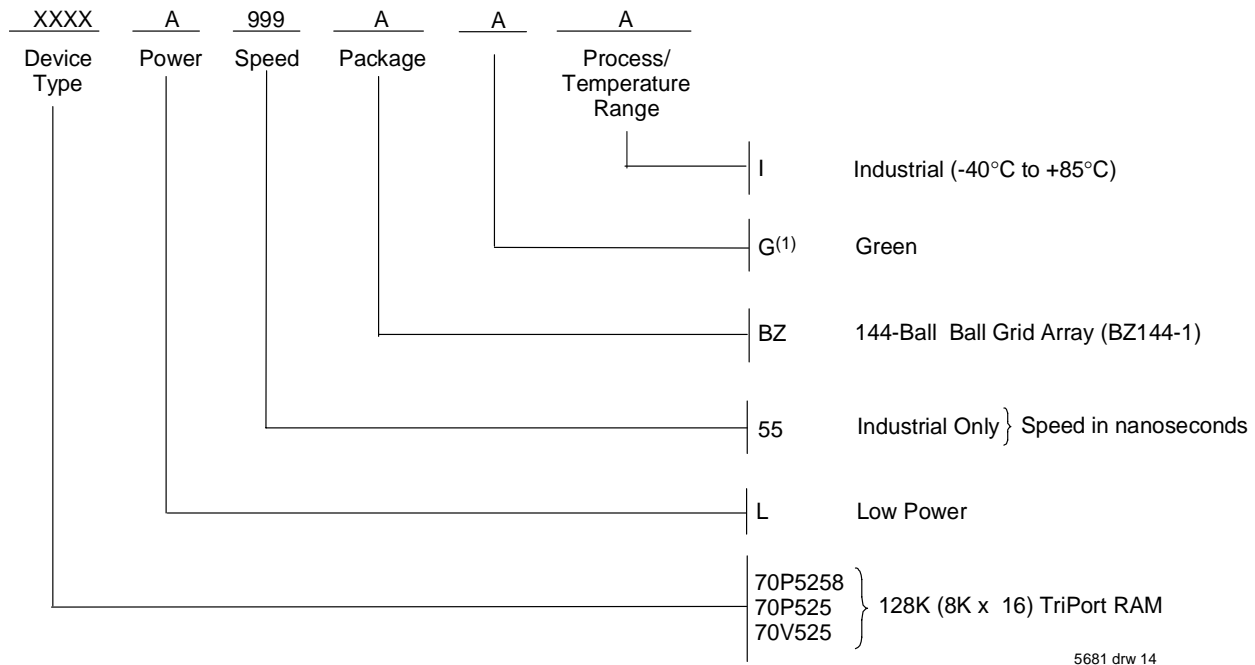 XXXX A 999 A A A
Device Type Power Speed Package Process/ Temperature Range
I Industrial (-40°C to +85°C)
G(1) Green
BZ 144-Ball Ball Grid Array (BZ144-1)
55 Industrial Only } Speed in nanoseconds
L Low Power
70P5258
70P525 } 128K (8K x 16) TriPort RAM
70V525
5681 drw 14